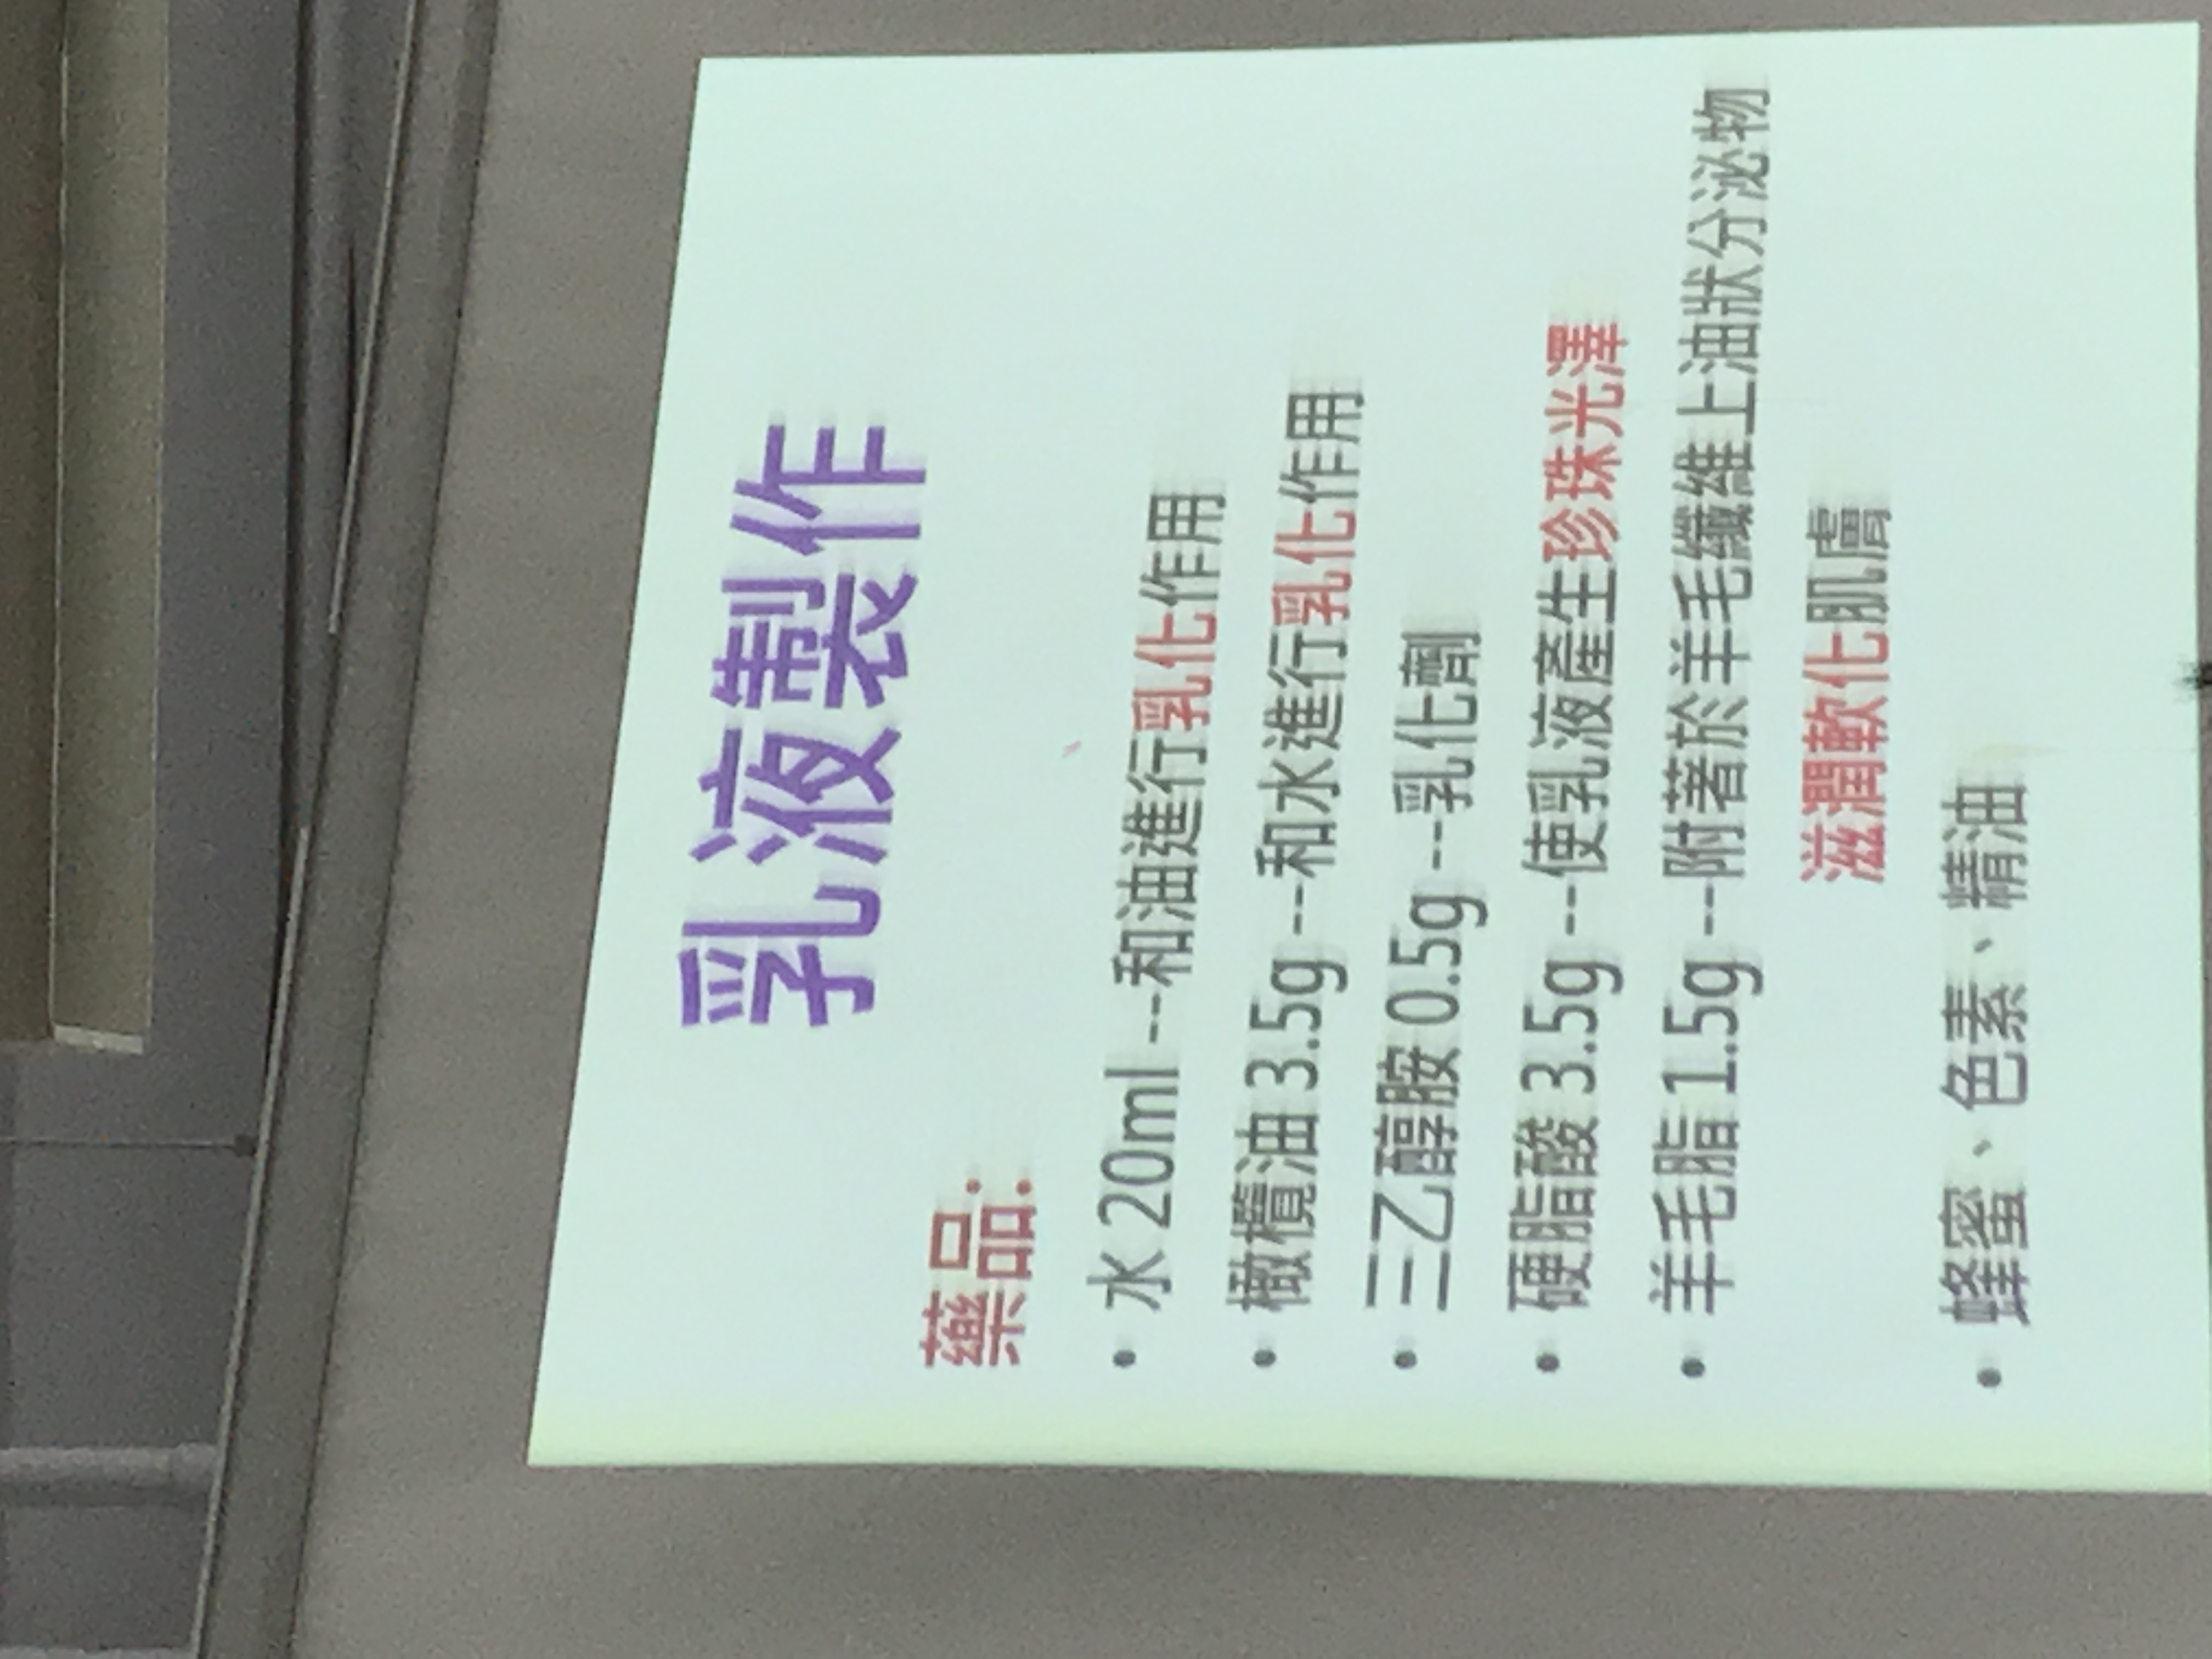 乳液製作
藥品:
• 水 20ml --和油進行乳化作用
• 橄欖油 3.5g --和水進行乳化作用
• 三乙醇胺 0.5g --乳化劑
• 硬脂酸 3.5g --使乳液產生珍珠光澤
• 羊毛脂 1.5g --附著於羊毛纖維上油狀分泌物
滋潤軟化肌膚
• 蜂蜜、色素、精油